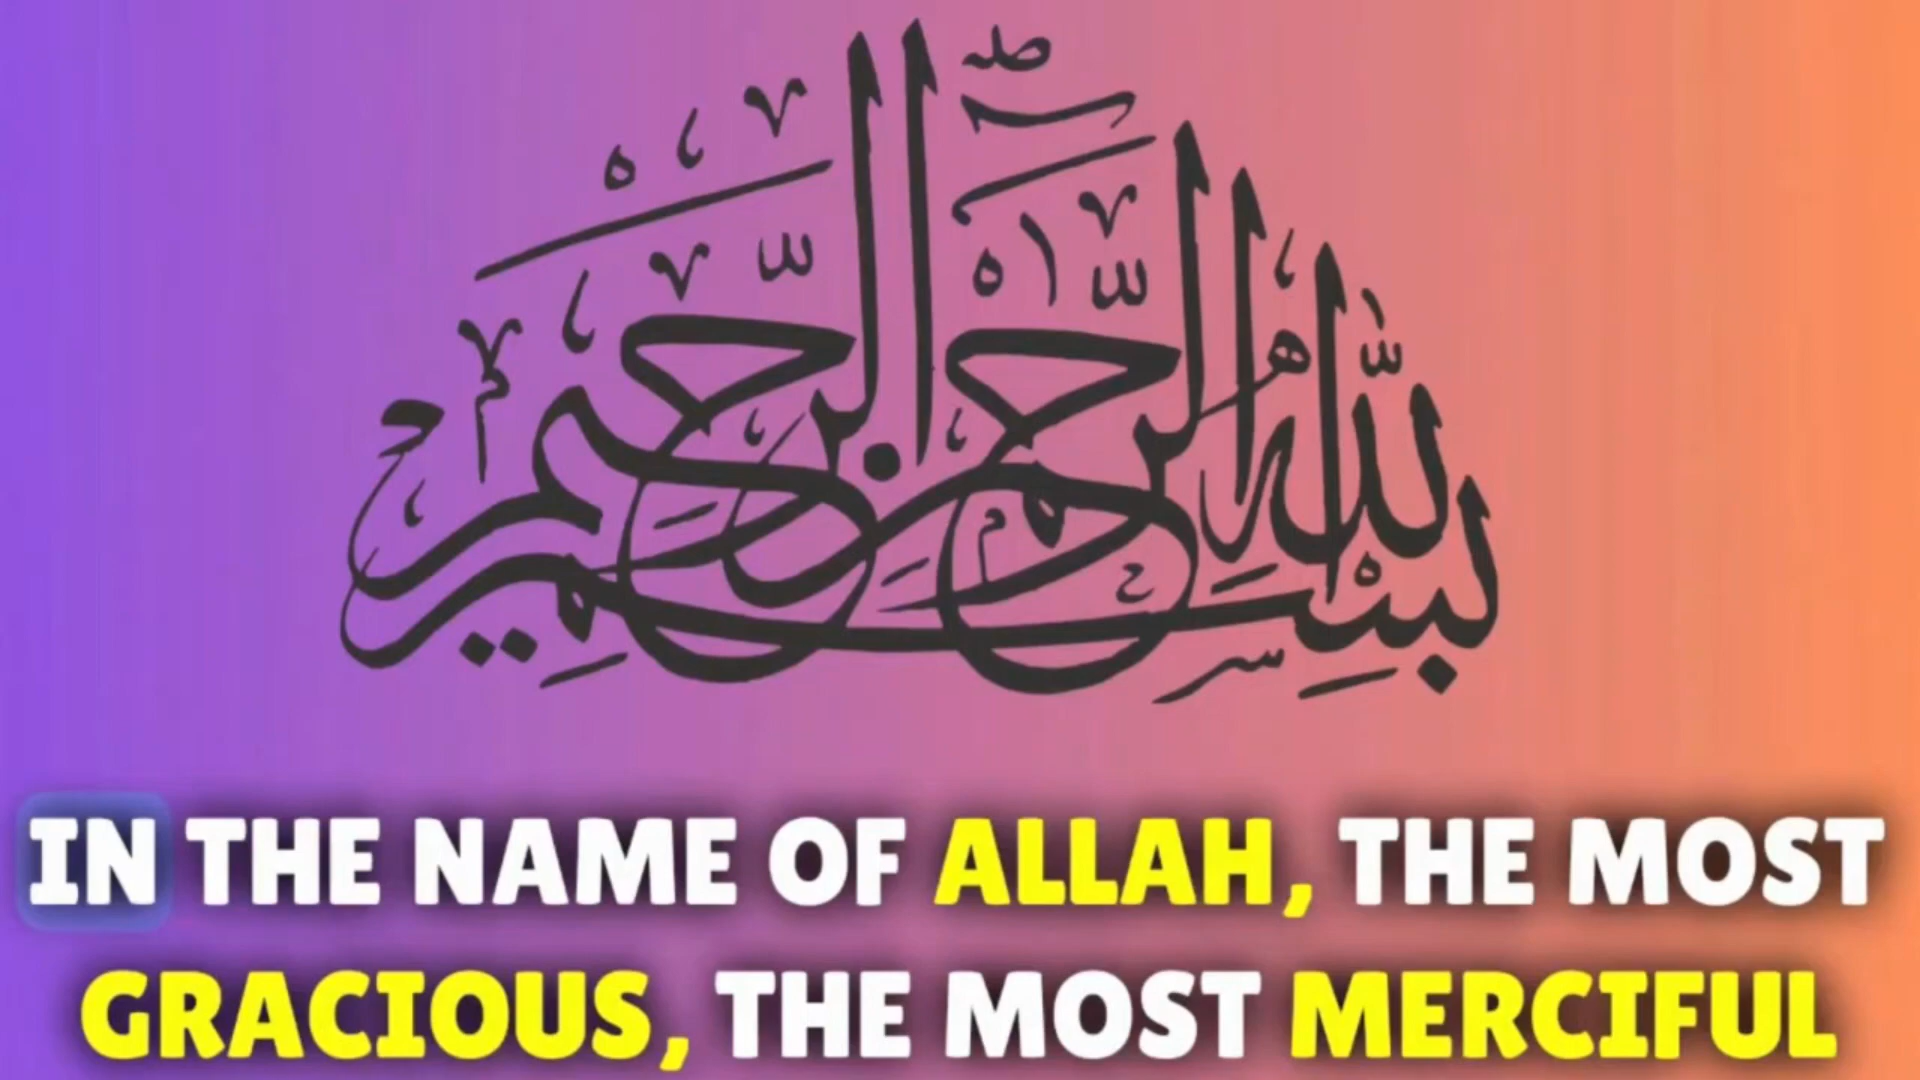 بسم الله الرحمن الرحيم
IN THE NAME OF ALLAH, THE MOST
GRACIOUS, THE MOST MERCIFUL